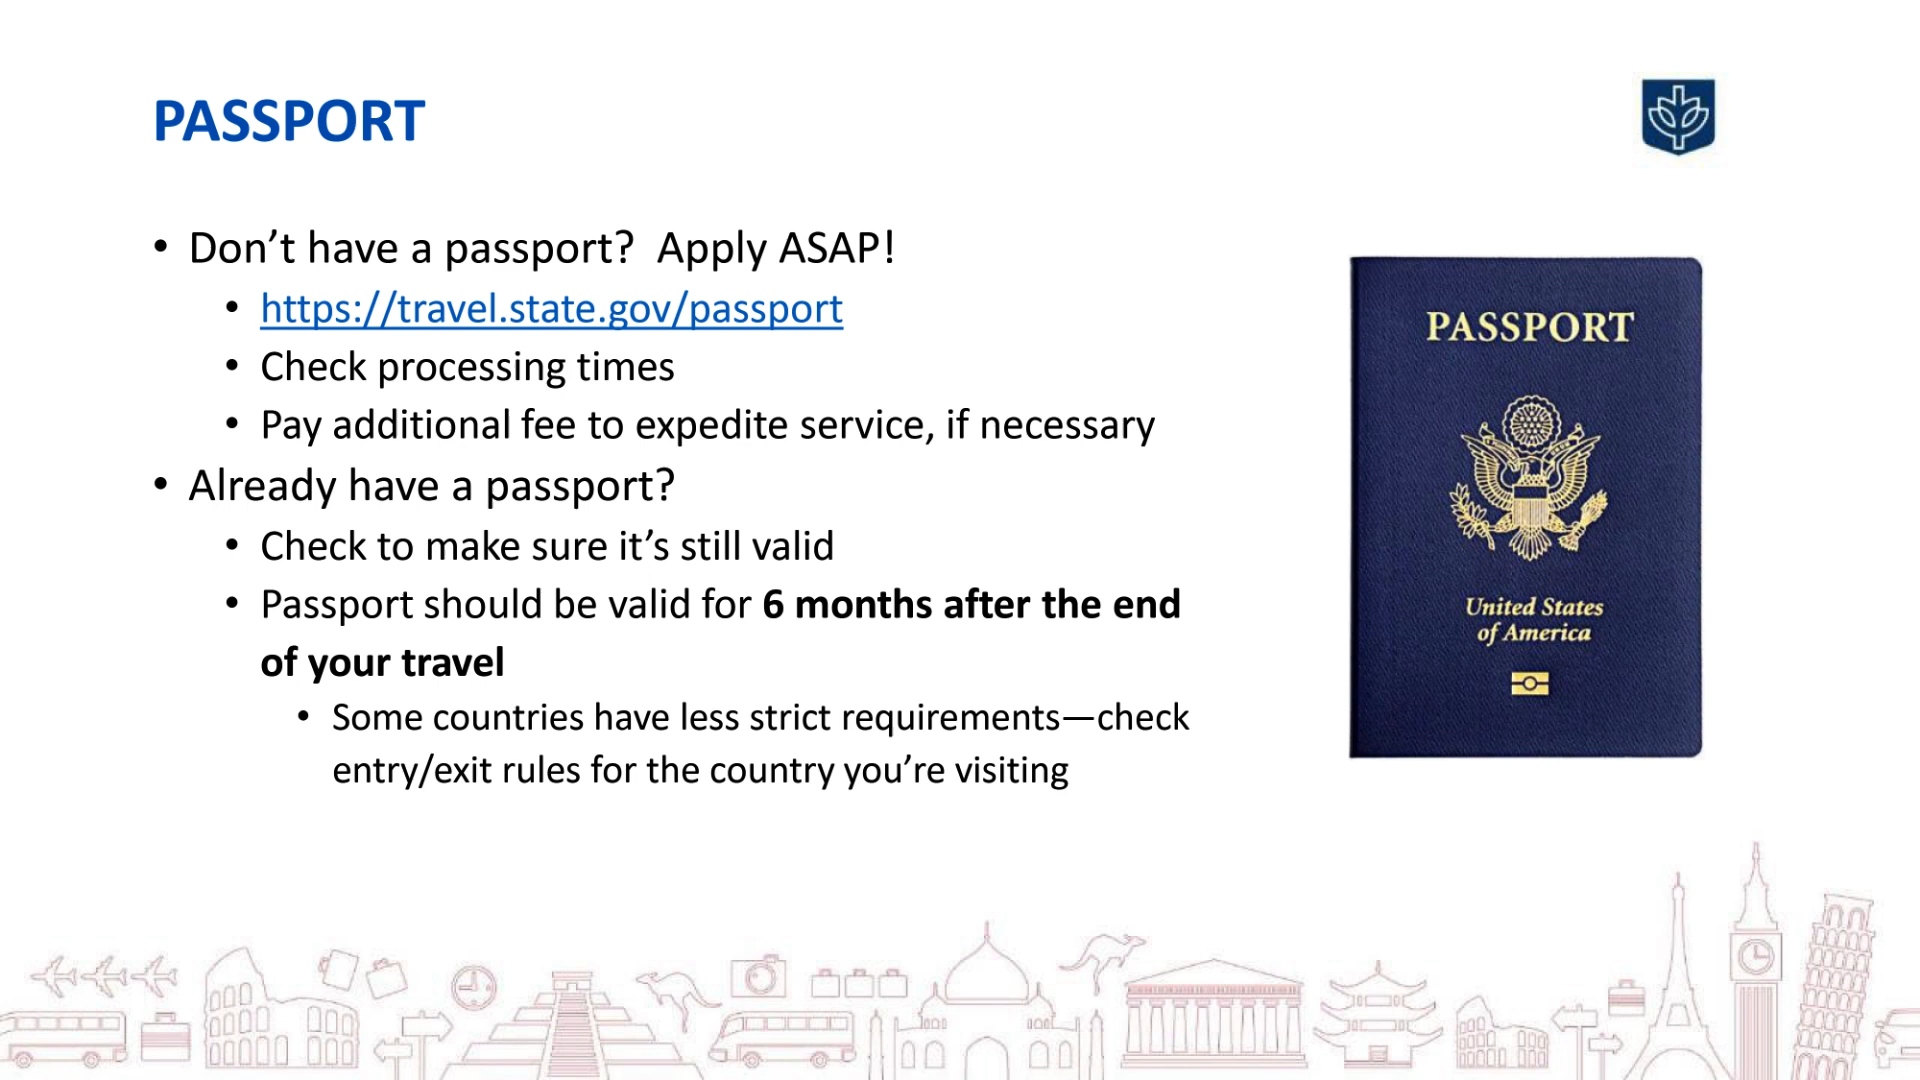 PASSPORT
• Don’t have a passport?  Apply ASAP!
• https://travel.state.gov/passport
• Check processing times
• Pay additional fee to expedite service, if necessary
• Already have a passport?
• Check to make sure it’s still valid
• Passport should be valid for 6 months after the end
of your travel
• Some countries have less strict requirements—check
entry/exit rules for the country you’re visiting
PASSPORT
United States
of America